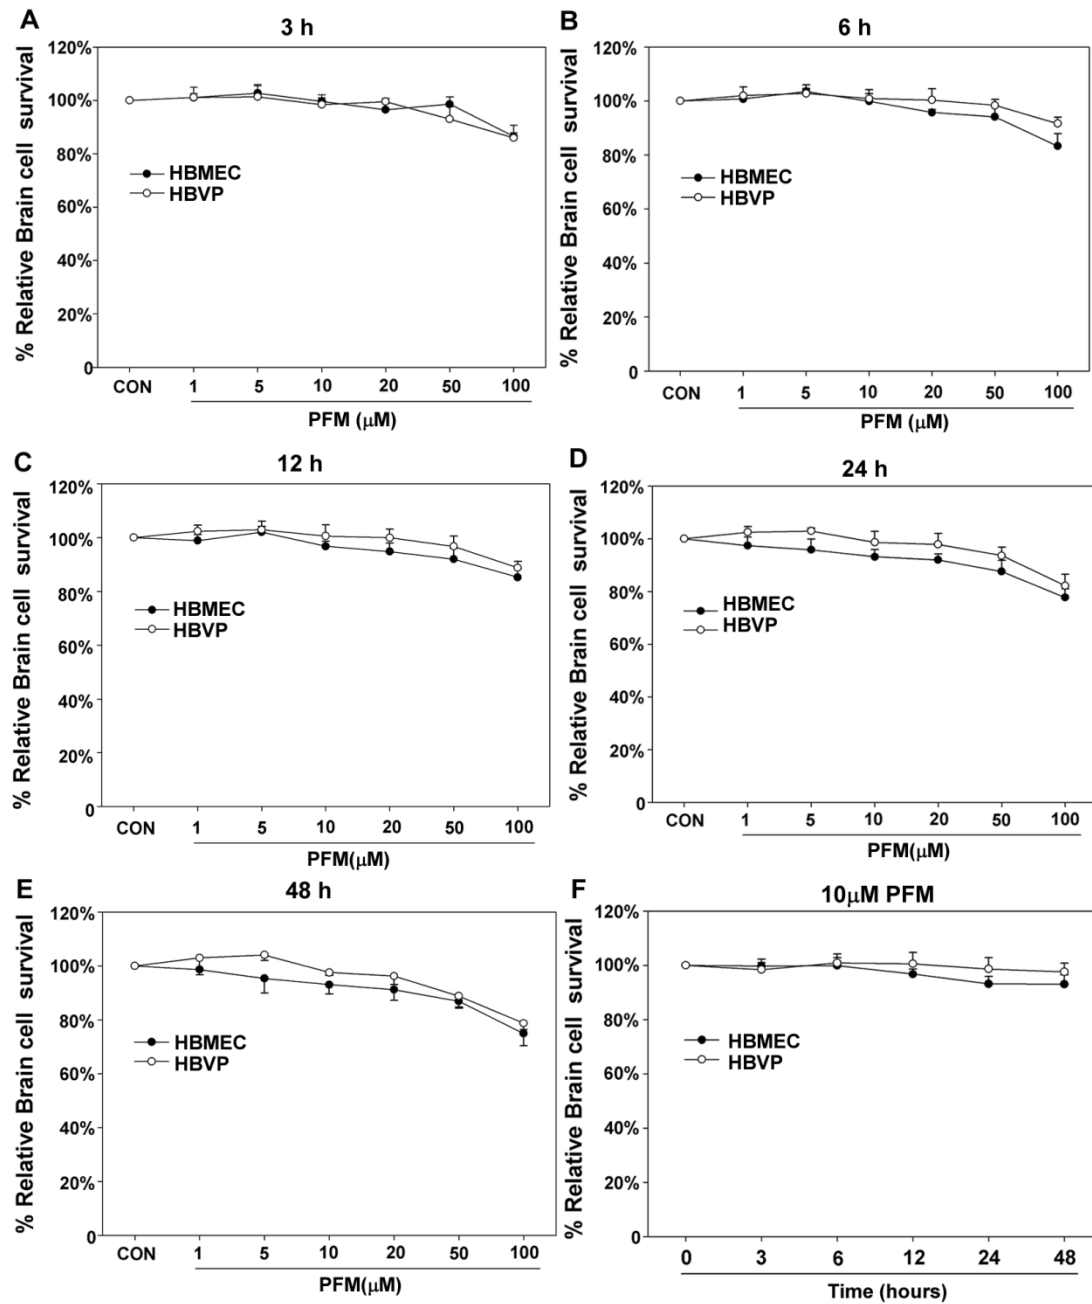 A
3 h
% Relative Brain cell survival
120%
100%
80%
60%
40%
20%
0
HBMEC
HBVP
CON 1 5 10 20 50 100
PFM (μM)
B
6 h
% Relative Brain cell survival
120%
100%
80%
60%
40%
20%
0
HBMEC
HBVP
CON 1 5 10 20 50 100
PFM (μM)
C
12 h
% Relative Brain cell survival
120%
100%
80%
60%
40%
20%
0
HBMEC
HBVP
CON 1 5 10 20 50 100
PFM(μM)
D
24 h
% Relative Brain cell survival
120%
100%
80%
60%
40%
20%
0
HBMEC
HBVP
CON 1 5 10 20 50 100
PFM(μM)
E
48 h
% Relative Brain cell survival
120%
100%
80%
60%
40%
20%
0
HBMEC
HBVP
CON 1 5 10 20 50 100
PFM(μM)
F
10μM PFM
% Relative Brain cell survival
120%
100%
80%
60%
40%
20%
0
HBMEC
HBVP
0 3 6 12 24 48
Time (hours)